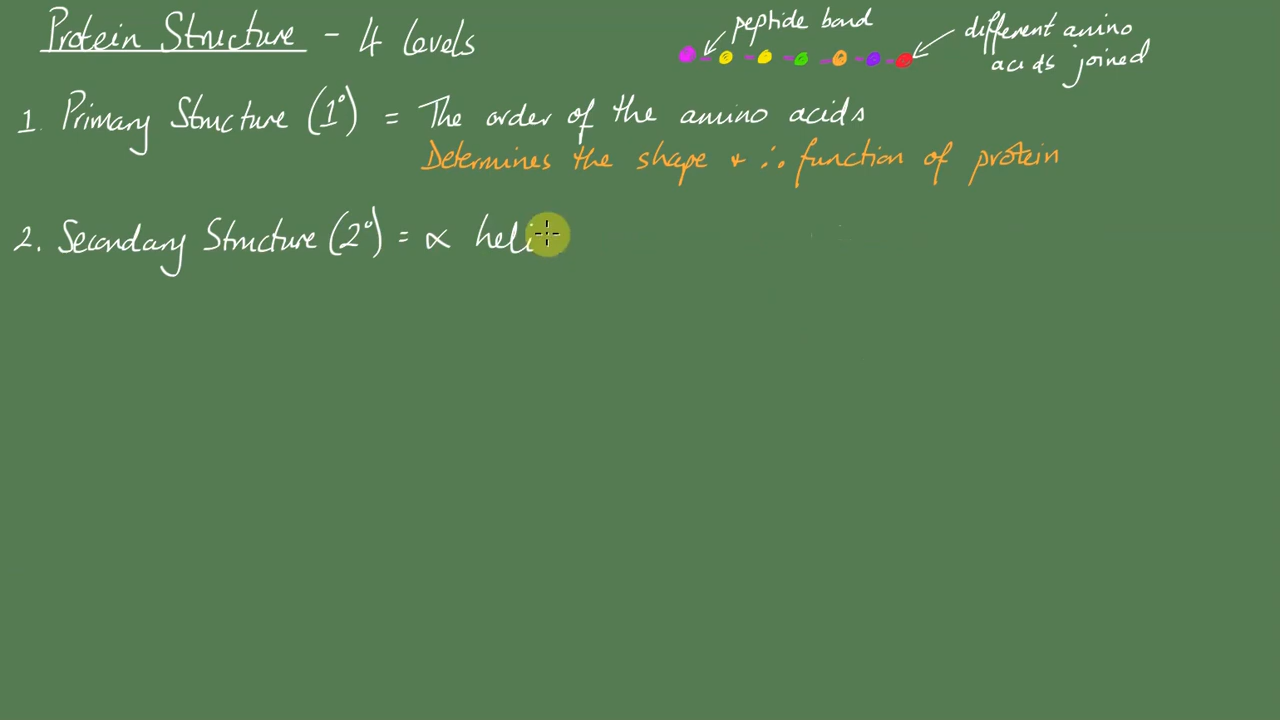 Protein Structure - 4 levels
peptide bond
different amino
acids joined
1. Primary Structure (1°) = The order of the amino acids
Determines the shape + ∴ function of protein
2. Secondary Structure (2°) = ∝ heli